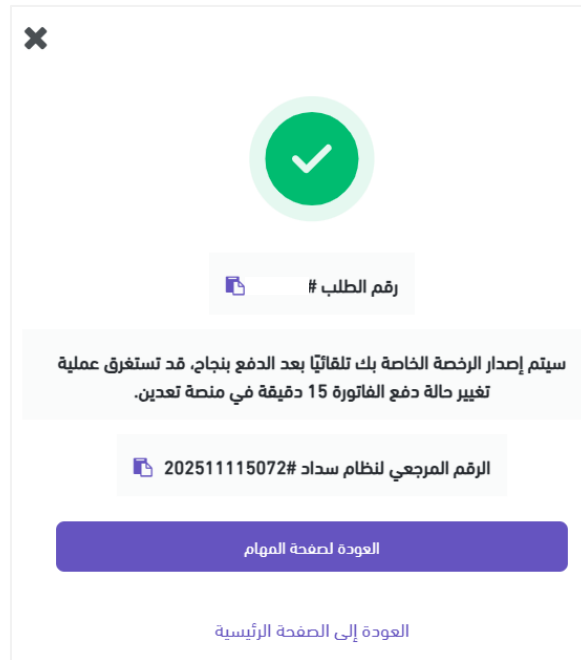 رقم الطلب #
سيتم إصدار الرخصة الخاصة بك تلقائيًا بعد الدفع بنجاح، قد تستغرق عملية
تغيير حالة دفع الفاتورة 15 دقيقة في منصة تعدين.
الرقم المرجعي لنظام سداد #202511115072
العودة لصفحة المهام
العودة إلى الصفحة الرئيسية